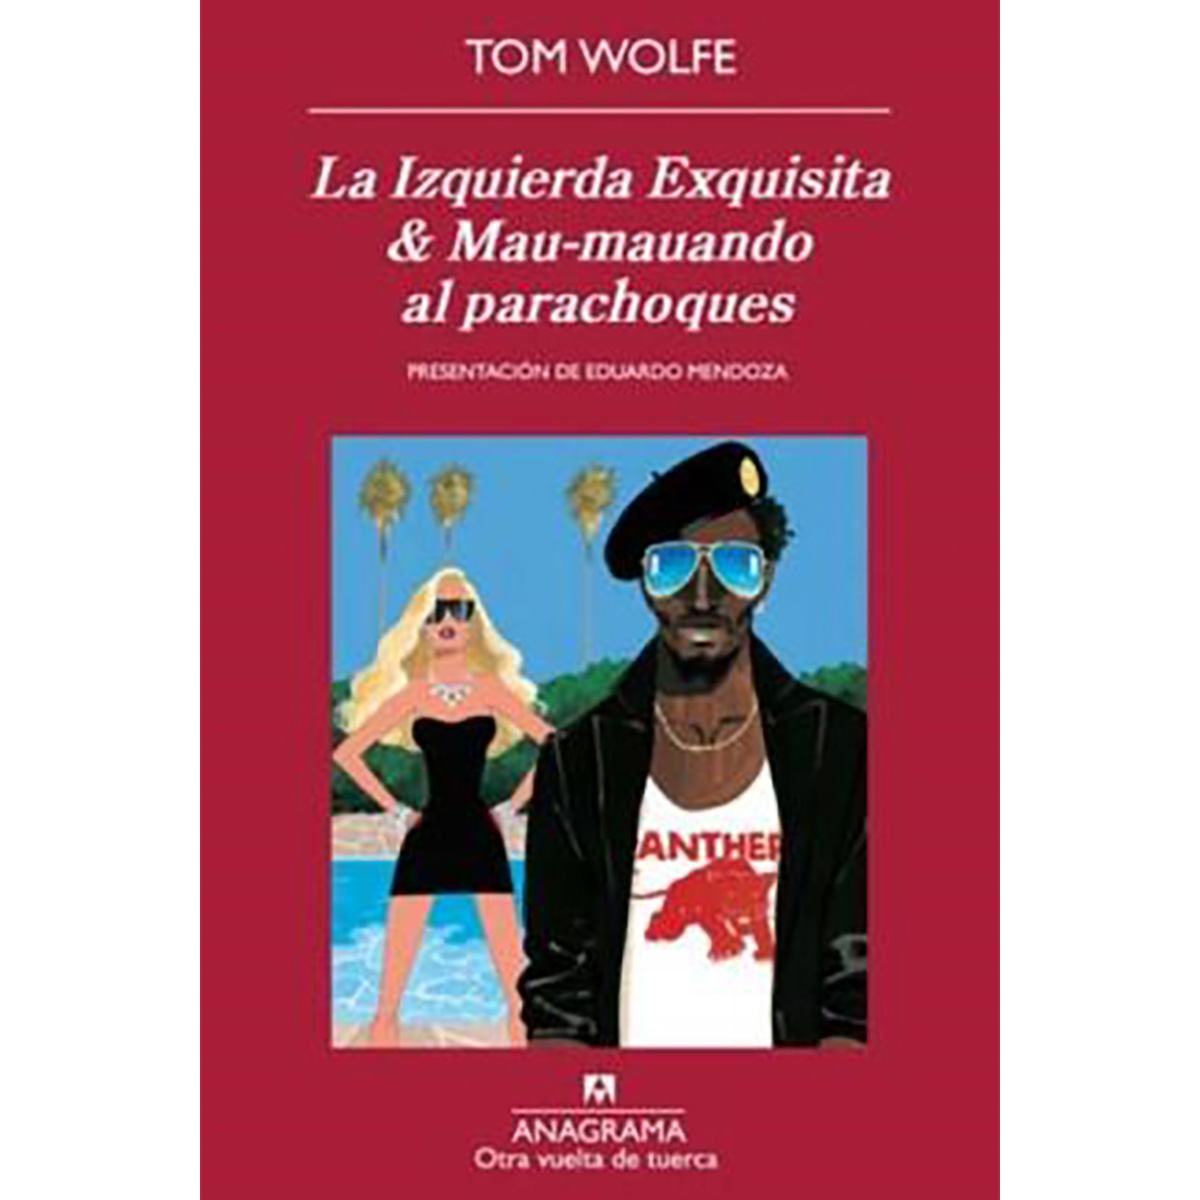 TOM WOLFE
La Izquierda Exquisita
& Mau-mauando
al parachoques
PRESENTACIÓN DE EDUARDO MENDOZA
ANTHER
ANAGRAMA
Otra vuelta de tuerca